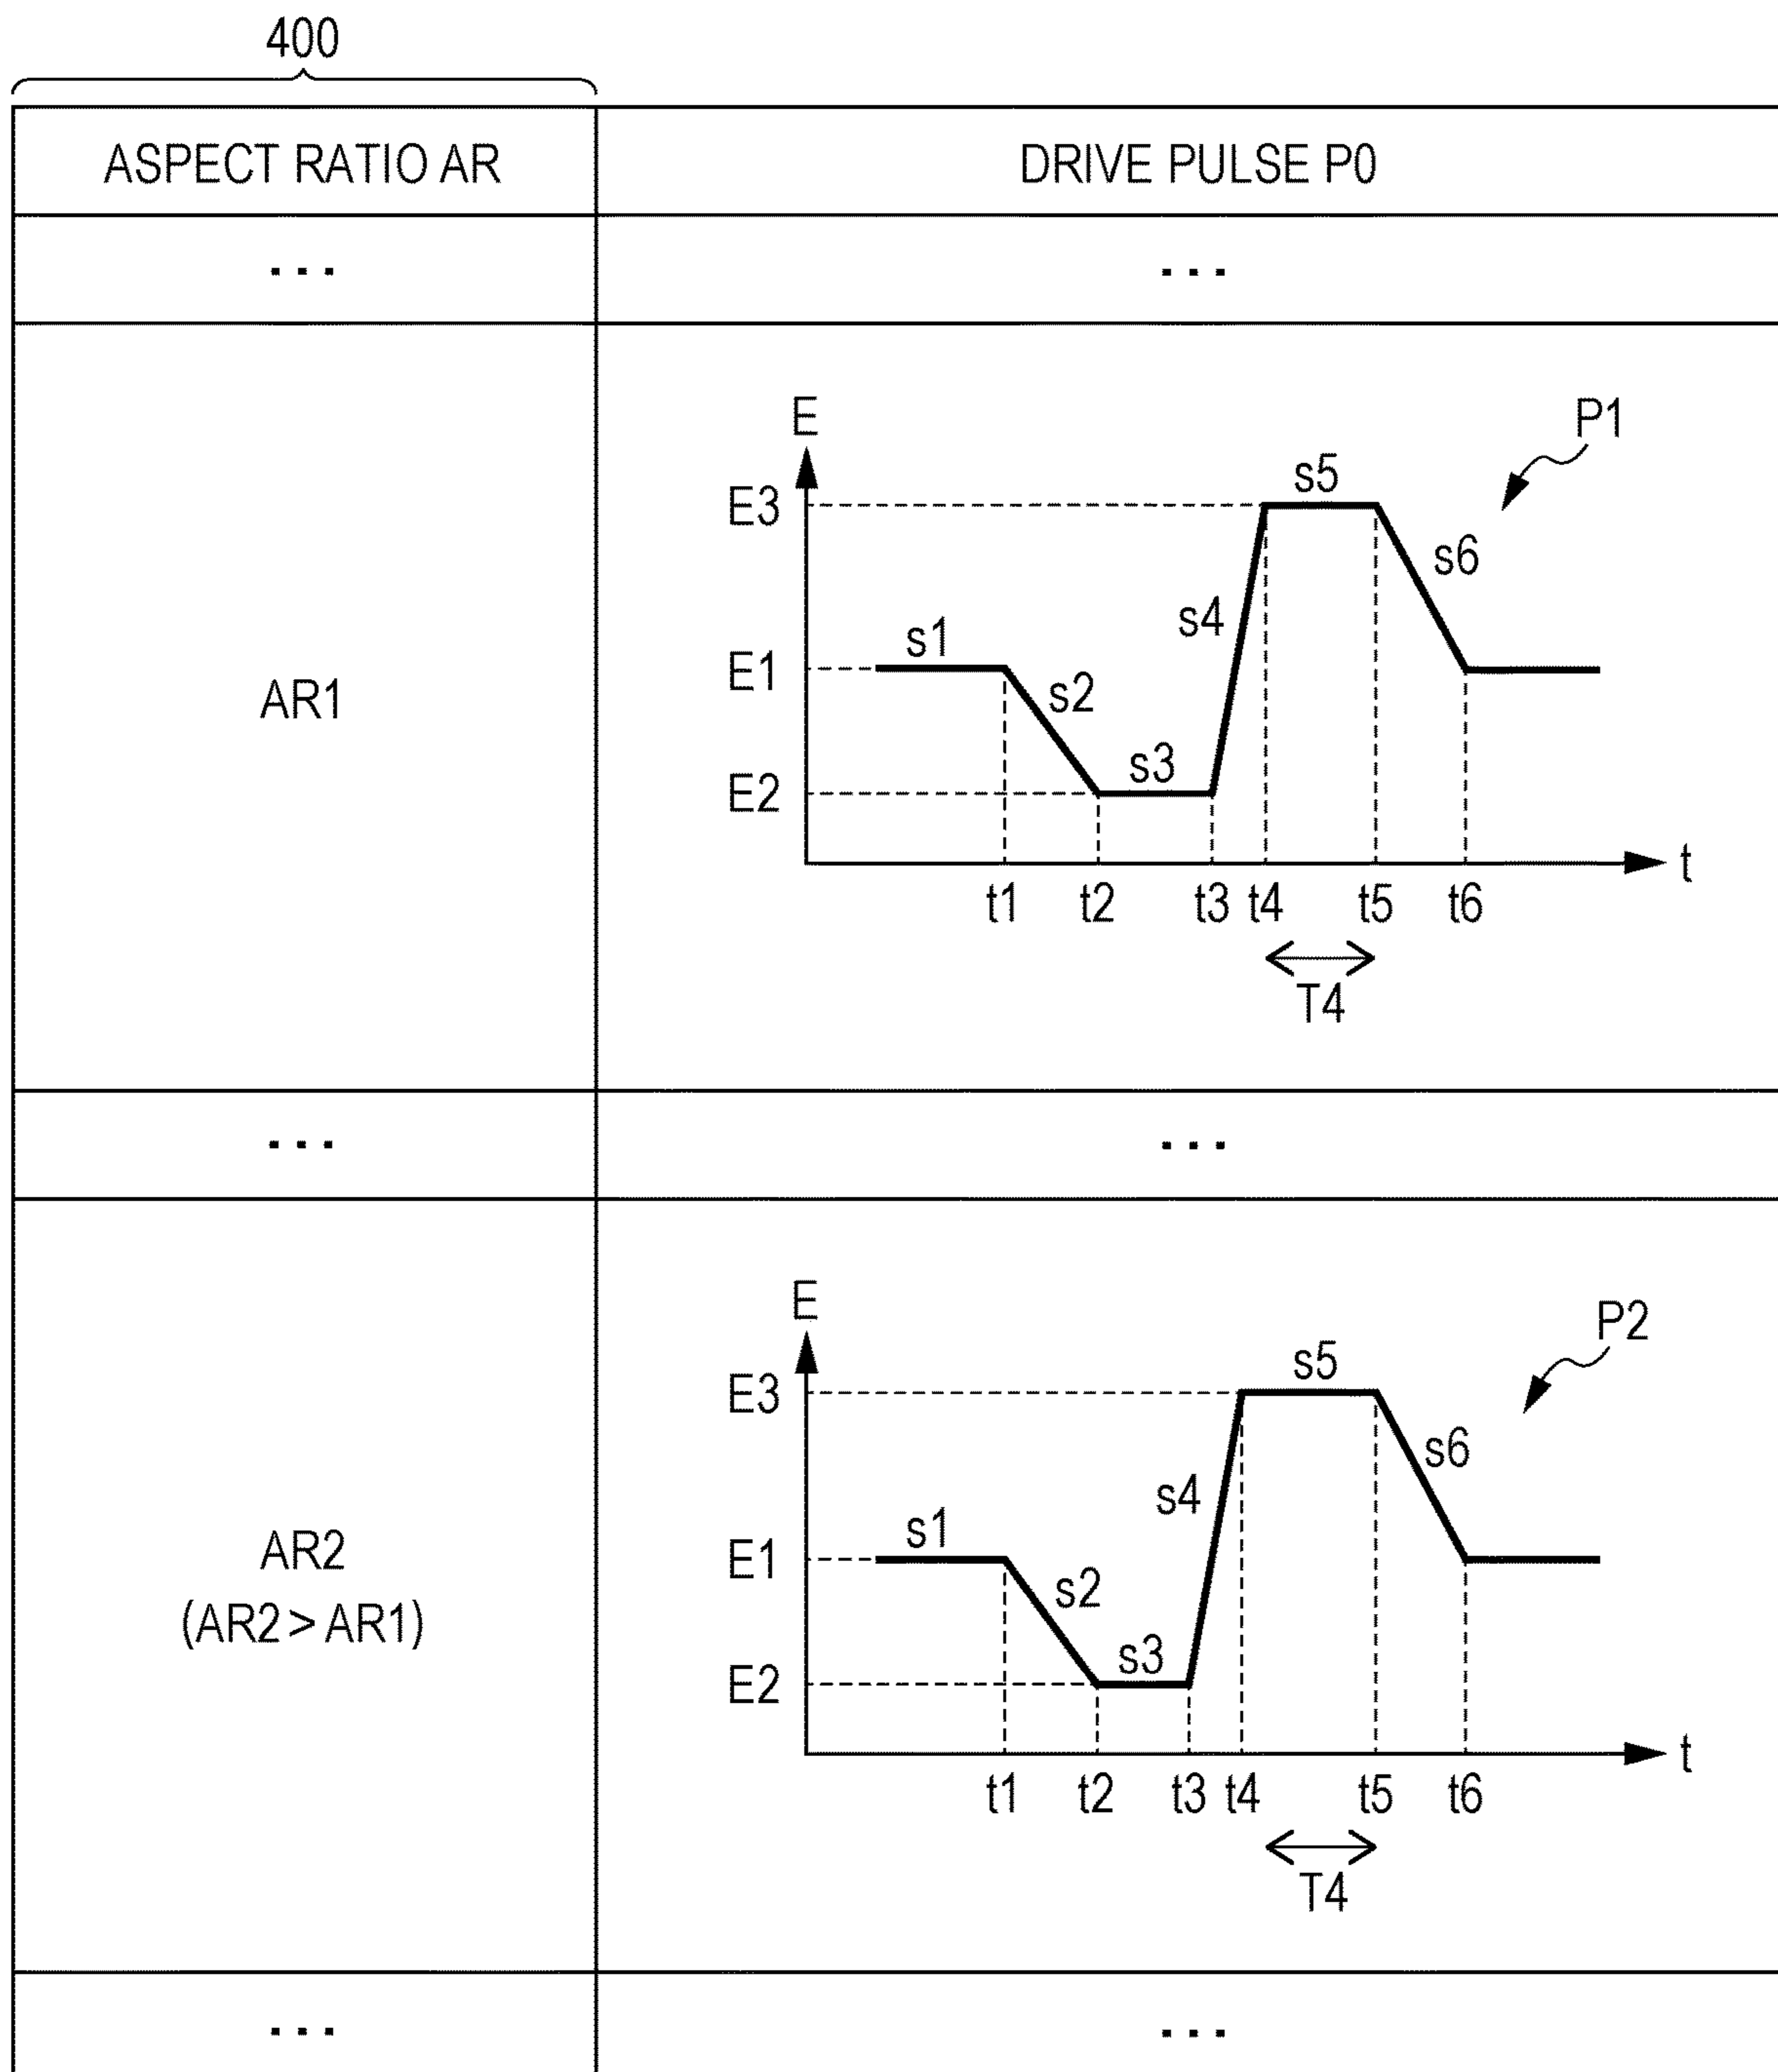 400
ASPECT RATIO AR DRIVE PULSE P0
... ...
E P1
E3 s5
s6
s4
s1
E1
AR1
s2
s3
E2
t
t1 t2 t3 t4 t5 t6
T4
... ...
E P2
E3 s5
s6
s4
s1
E1
AR2
s2
(AR2 > AR1)
s3
E2
t
t1 t2 t3 t4 t5 t6
T4
... ...